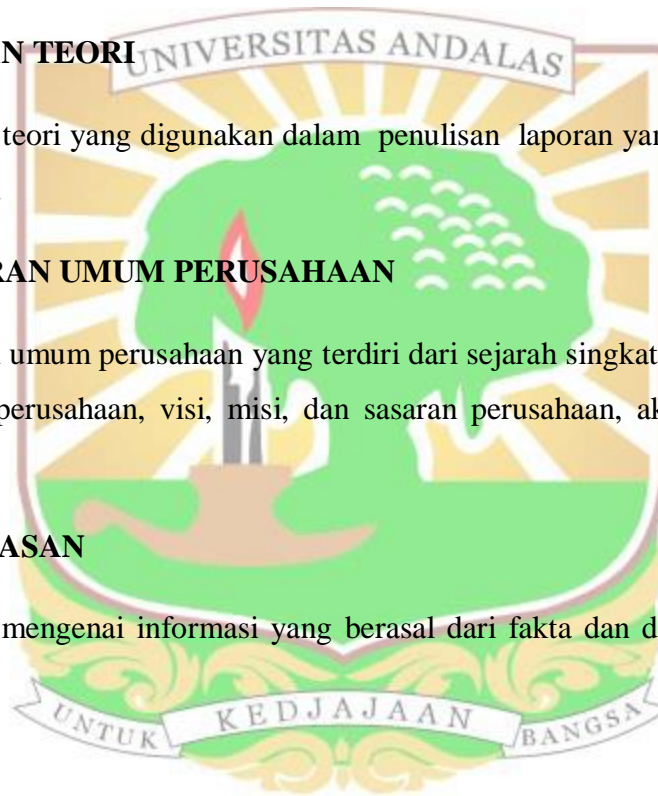 N TEORI
UNIVERSITAS ANDALAS
teori yang digunakan dalam penulisan laporan yan
RAN UMUM PERUSAHAAN
umum perusahaan yang terdiri dari sejarah singkat
perusahaan, visi, misi, dan sasaran perusahaan, ak
ASAN
mengenai informasi yang berasal dari fakta dan d
UNTUK KEDJAJAAN BANGSA